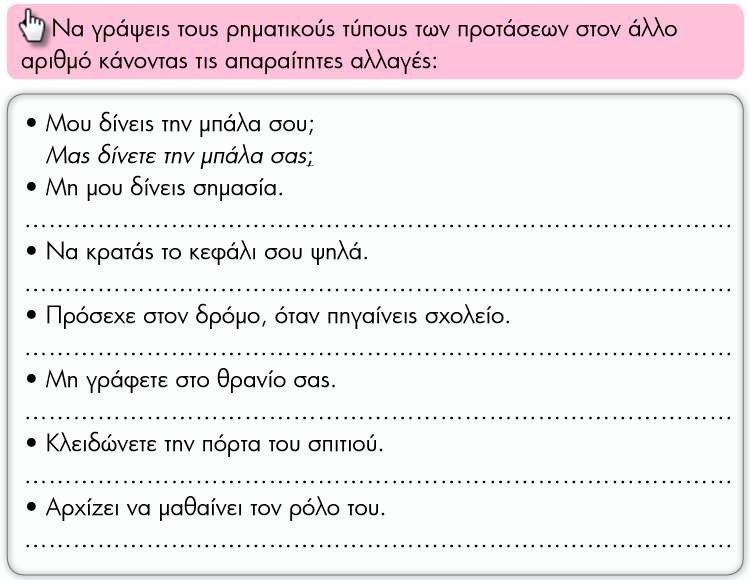 Να γράψεις τους ρηματικούς τύπους των προτάσεων στον άλλο
αριθμό κάνοντας τις απαραίτητες αλλαγές:
• Μου δίνεις την μπάλα σου;
Μας δίνετε την μπάλα σας;
• Μη μου δίνεις σημασία.
……………………………………………………………………………
• Να κρατάς το κεφάλι σου ψηλά.
……………………………………………………………………………
• Πρόσεχε στον δρόμο, όταν πηγαίνεις σχολείο.
……………………………………………………………………………
• Μη γράφετε στο θρανίο σας.
……………………………………………………………………………
• Κλειδώνετε την πόρτα του σπιτιού.
……………………………………………………………………………
• Αρχίζει να μαθαίνει τον ρόλο του.
……………………………………………………………………………